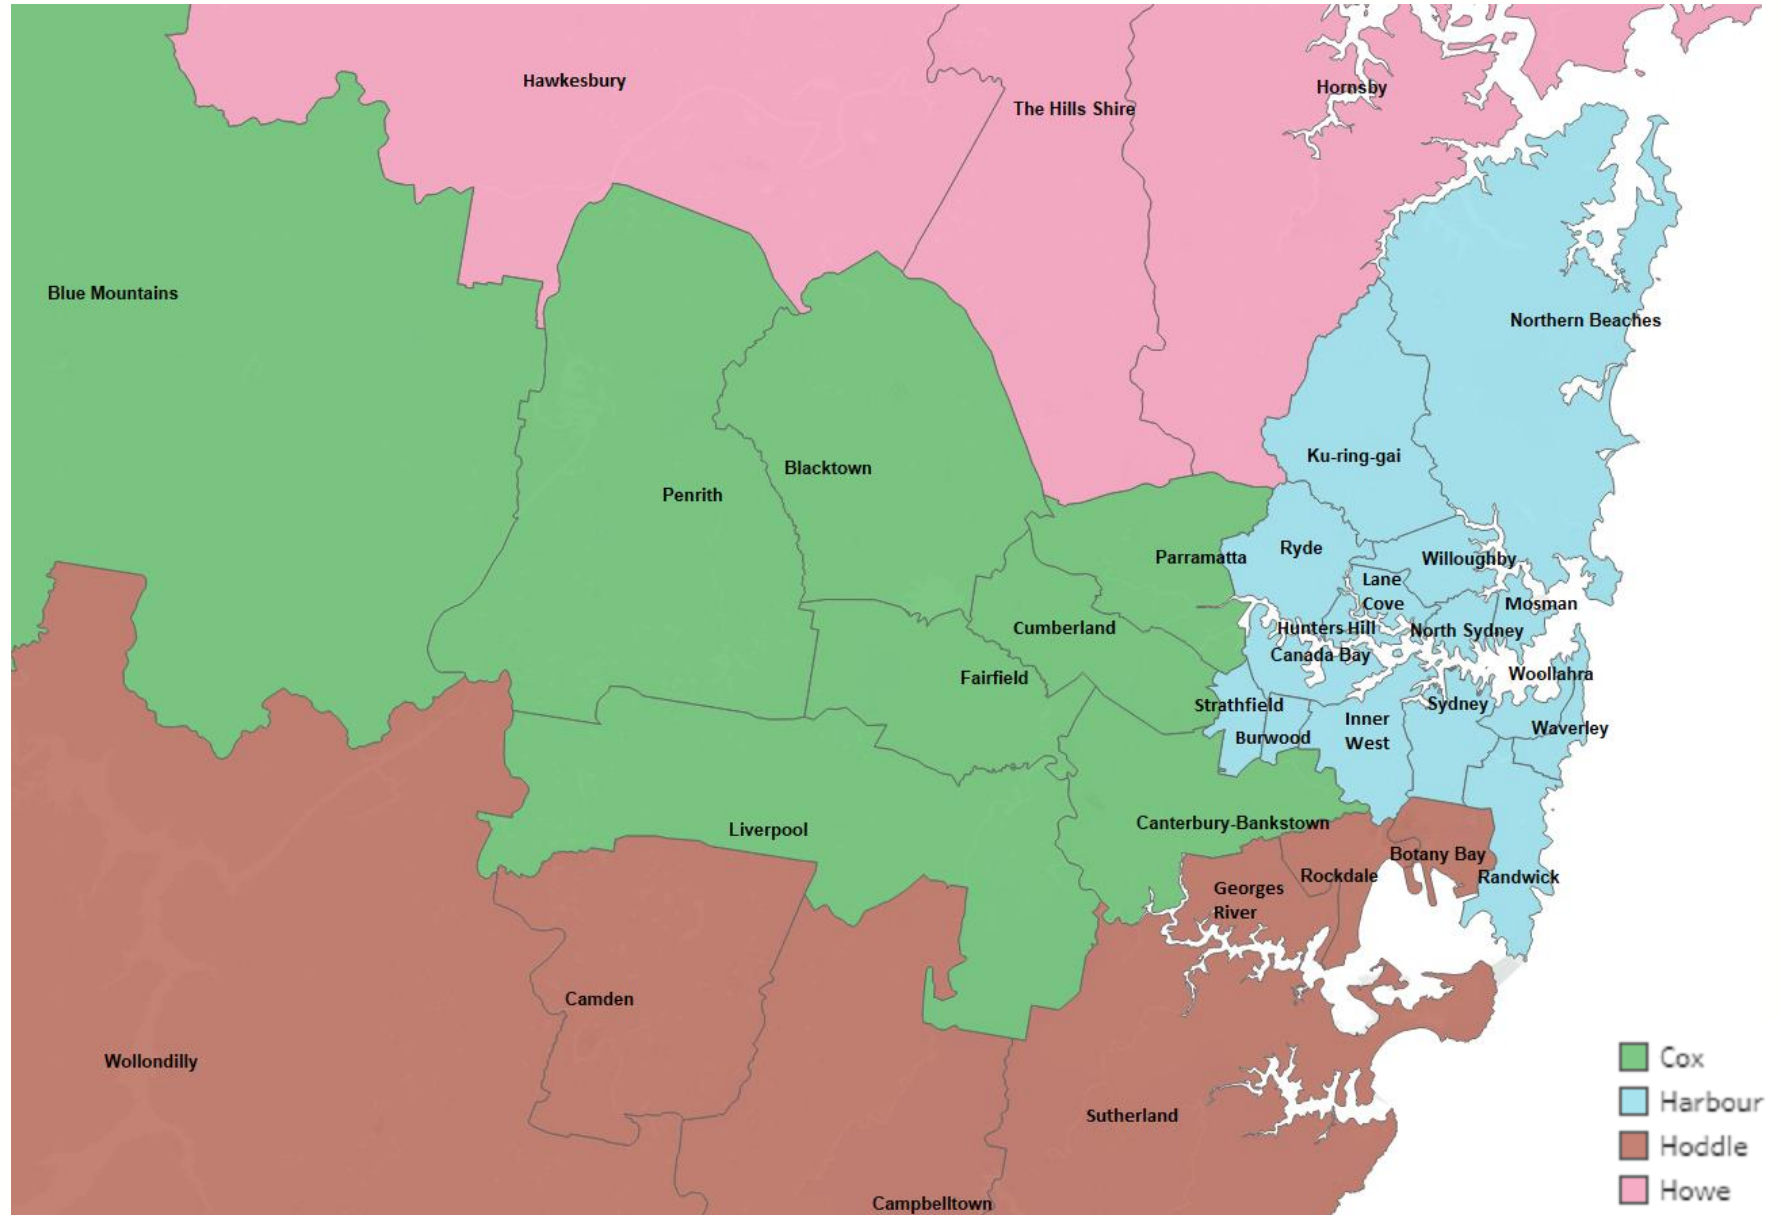 Hawkesbury
Hornsby
The Hills Shire
Blue Mountains
Northern Beaches
Ku-ring-gai
Blacktown
Penrith
Parramatta
Ryde
Willoughby
Lane
Cove
Mosman
Cumberland
Hunters Hill
North Sydney
Canada Bay
Fairfield
Woollahra
Strathfield
Sydney
Inner
West
Waverley
Burwood
Liverpool
Canterbury-Bankstown
Botany Bay
Rockdale
Randwick
Georges
River
Camden
Wollondilly
Sutherland
Campbelltown
Cox
Harbour
Hoddle
Howe